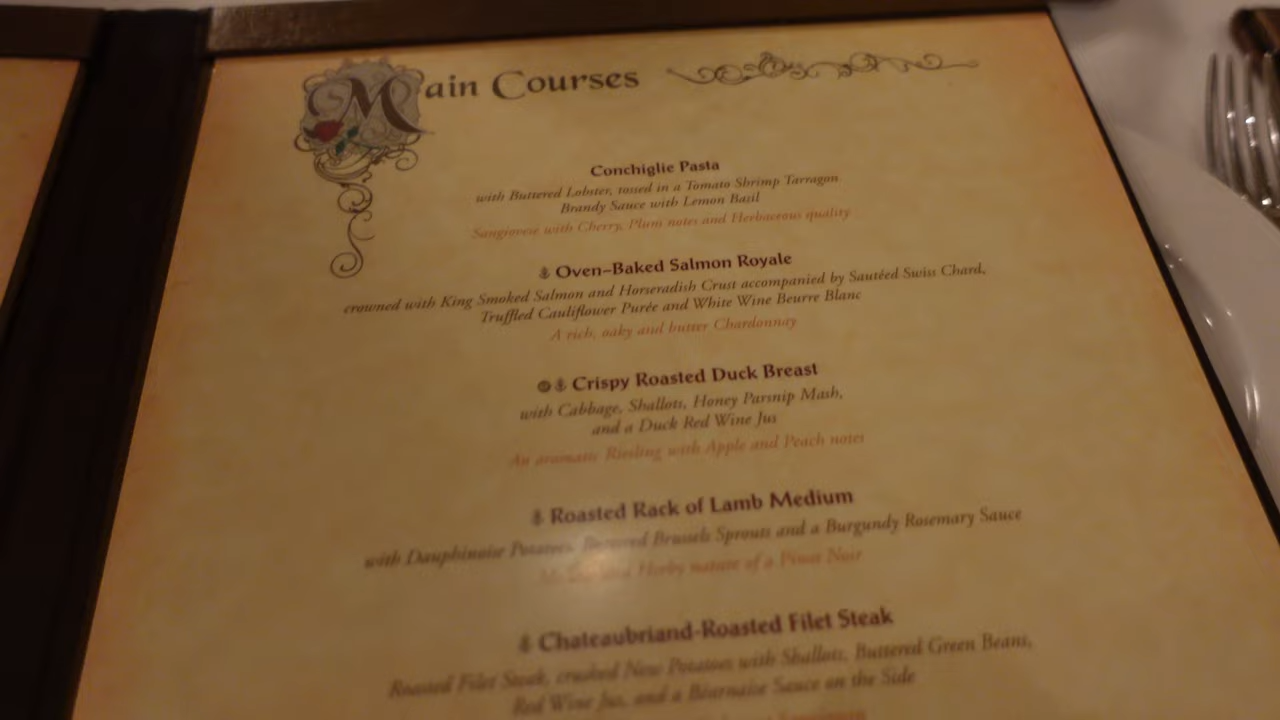 Main Courses
Conchiglie Pasta
with Buttered Lobster, tossed in a Tomato Shrimp Tarragon
Brandy Sauce with Lemon Basil
Sangiovese with Cherry, Plum notes and Herbaceous quality
Oven-Baked Salmon Royale
crowned with King Smoked Salmon and Horseradish Crust accompanied by Sautéed Swiss Chard,
Truffled Cauliflower Purée and White Wine Beurre Blanc
A rich, oaky and butter Chardonnay
Crispy Roasted Duck Breast
with Cabbage, Shallots, Honey Parsnip Mash,
and a Duck Red Wine Jus
An aromatic Riesling with Apple and Peach notes
Roasted Rack of Lamb Medium
with Dauphinoise Potatoes, Brussels Sprouts and a Burgundy Rosemary Sauce
and Herby nature of a Pinot Noir
Chateaubriand-Roasted Filet Steak
Roasted Filet Steak, crushed New Potatoes with Shallots, Buttered Green Beans,
Red Wine Jus, and a Béarnaise Sauce on the Side